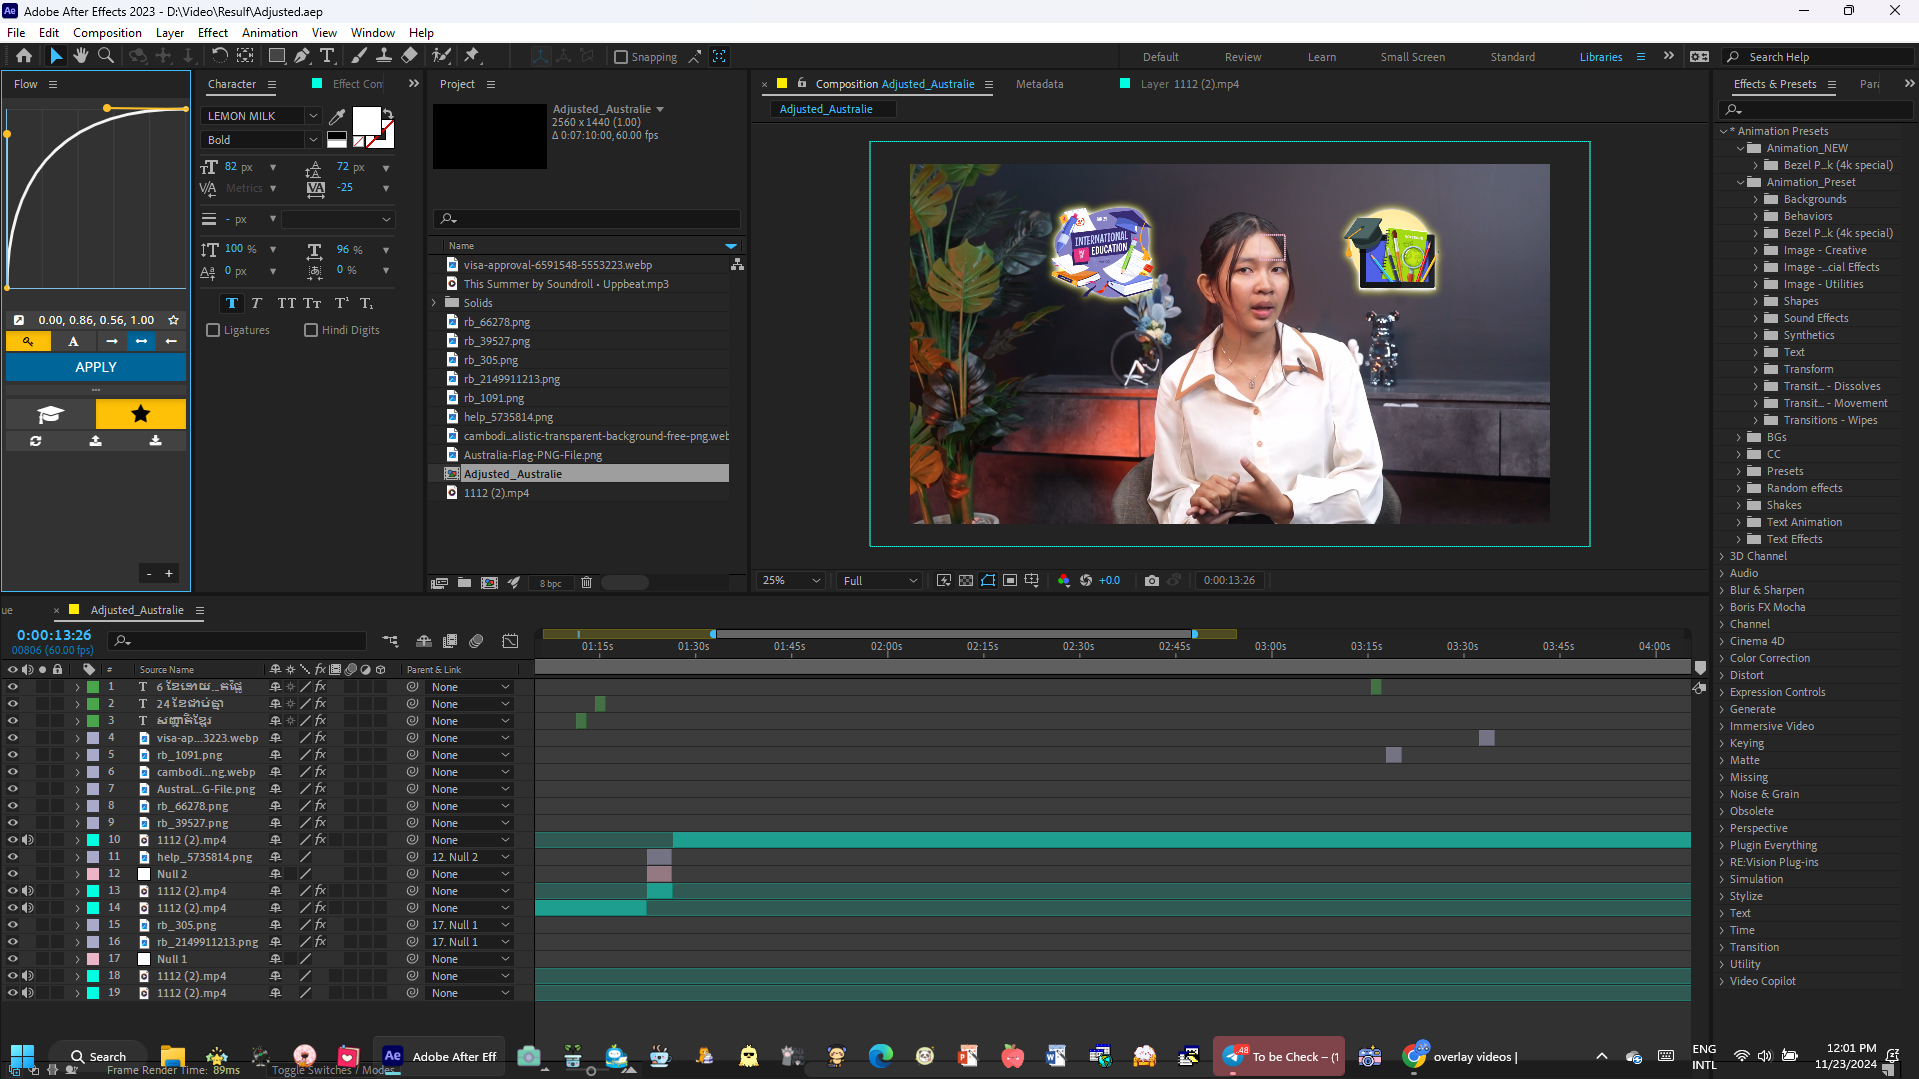 Adobe After Effects 2023 - D:\Video\Resulf\Adjusted.aep
File Edit Composition Layer Effect Animation View Window Help
Snapping
Default Review Learn Small Screen Standard Libraries
Search Help
Flow
0.00, 0.86, 0.56, 1.00
A
APPLY
- +
Character
Effect Con
LEMON MILK
Bold
82 px
72 px
Metrics
-25
- px
100 %
96 %
0 px
0 %
Ligatures
Hindi Digits
Project
Adjusted_Australie
2560 x 1440 (1.00)
Δ 0:07:10:00, 60.00 fps
Name
visa-approval-6591548-5553223.webp
This Summer by Soundroll - Uppbeat.mp3
Solids
rb_66278.png
rb_39527.png
rb_305.png
rb_2149911213.png
rb_1091.png
help_5735814.png
cambodi...alistic-transparent-background-free-png.wet
Australia-Flag-PNG-File.png
Adjusted_Australie
1112 (2).mp4
8 bpc
Composition Adjusted_Australie
Metadata
Layer 1112 (2).mp4
Adjusted_Australie
INTERNATIONAL
EDUCATION
25%
Full
+0.0
0:00:13:26
Effects & Presets
Par
* Animation Presets
Animation_NEW
Bezel P...k (4k special)
Animation_Preset
Backgrounds
Behaviors
Bezel P...k (4k special)
Image - Creative
Image -...cial Effects
Image - Utilities
Shapes
Sound Effects
Synthetics
Text
Transform
Transit... - Dissolves
Transit... - Movement
Transitions - Wipes
BGs
CC
Presets
Random effects
Shakes
Text Animation
Text Effects
3D Channel
Audio
Blur & Sharpen
Boris FX Mocha
Channel
Cinema 4D
Color Correction
Distort
Expression Controls
Generate
Immersive Video
Keying
Matte
Missing
Noise & Grain
Obsolete
Perspective
Plugin Everything
RE:Vision Plug-ins
Simulation
Stylize
Text
Time
Transition
Utility
Video Copilot
ue
Adjusted_Australie
0:00:13:26
00806 (60.00 fps)
01:15s 01:30s 01:45s 02:00s 02:15s 02:30s 02:45s 03:00s 03:15s 03:30s 03:45s 04:00s
# Source Name Parent & Link
1 T None
2 T 24 ខែជាប់គ្នា None
3 T សញ្ជាតិខ្មែរ None
4 visa-ap...3223.webp None
5 rb_1091.png None
6 cambodi...ng.webp None
7 Austral...G-File.png None
8 rb_66278.png None
9 rb_39527.png None
10 1112 (2).mp4 None
11 help_5735814.png 12. Null 2
12 Null 2 None
13 1112 (2).mp4 None
14 1112 (2).mp4 None
15 rb_305.png 17. Null 1
16 rb_2149911213.png 17. Null 1
17 Null 1 None
18 1112 (2).mp4 None
19 1112 (2).mp4 None
Frame Render Time: 89ms
Toggle Switches / Modes
Search
Adobe After Eff
To be Check – (1
overlay videos |
ENG
INTL
12:01 PM
11/23/2024